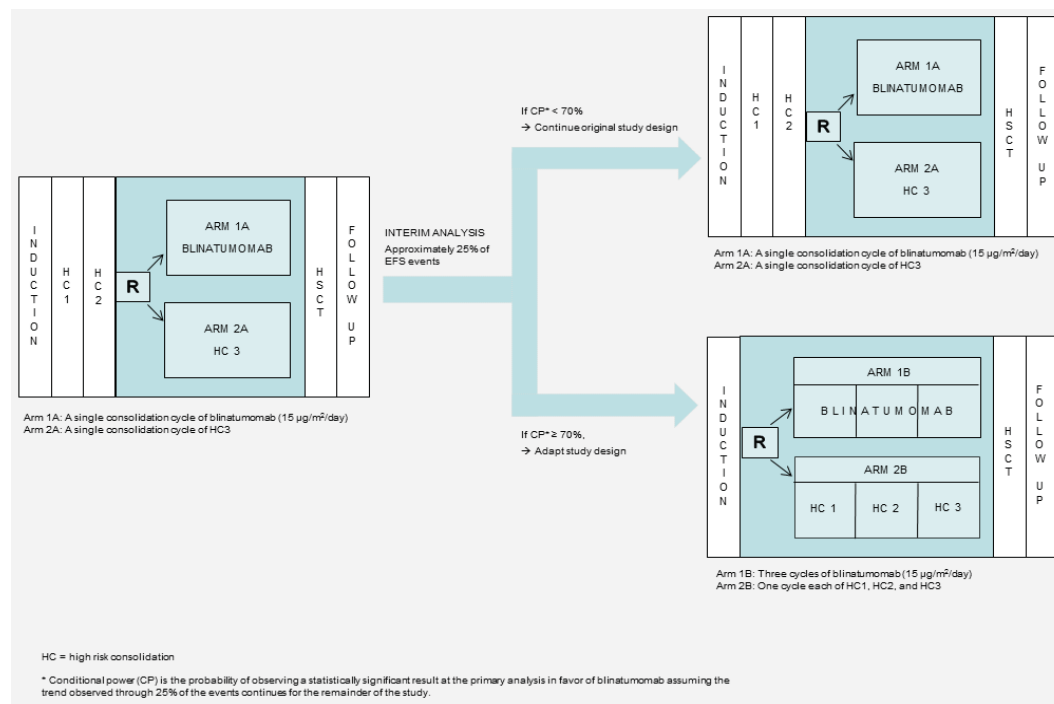 INDUCTION
HC1
HC2
R
ARM 1A
BLINATUMOMAB
ARM 2A
HC 3
HSCT
FOLLOW UP
Arm 1A: A single consolidation cycle of blinatumomab (15 µg/m²/day)
Arm 2A: A single consolidation cycle of HC3
INTERIM ANALYSIS
Approximately 25% of
EFS events
If CP* < 70%
→ Continue original study design
INDUCTION
HC1
HC2
R
ARM 1A
BLINATUMOMAB
ARM 2A
HC 3
HSCT
FOLLOW UP
Arm 1A: A single consolidation cycle of blinatumomab (15 µg/m²/day)
Arm 2A: A single consolidation cycle of HC3
If CP* ≥ 70%,
→ Adapt study design
INDUCTION
R
ARM 1B
BLINATUMOMAB
ARM 2B
HC 1 HC 2 HC 3
HSCT
FOLLOW UP
Arm 1B: Three cycles of blinatumomab (15 µg/m²/day)
Arm 2B: One cycle each of HC1, HC2, and HC3
HC = high risk consolidation
* Conditional power (CP) is the probability of observing a statistically significant result at the primary analysis in favor of blinatumomab assuming the
trend observed through 25% of the events continues for the remainder of the study.